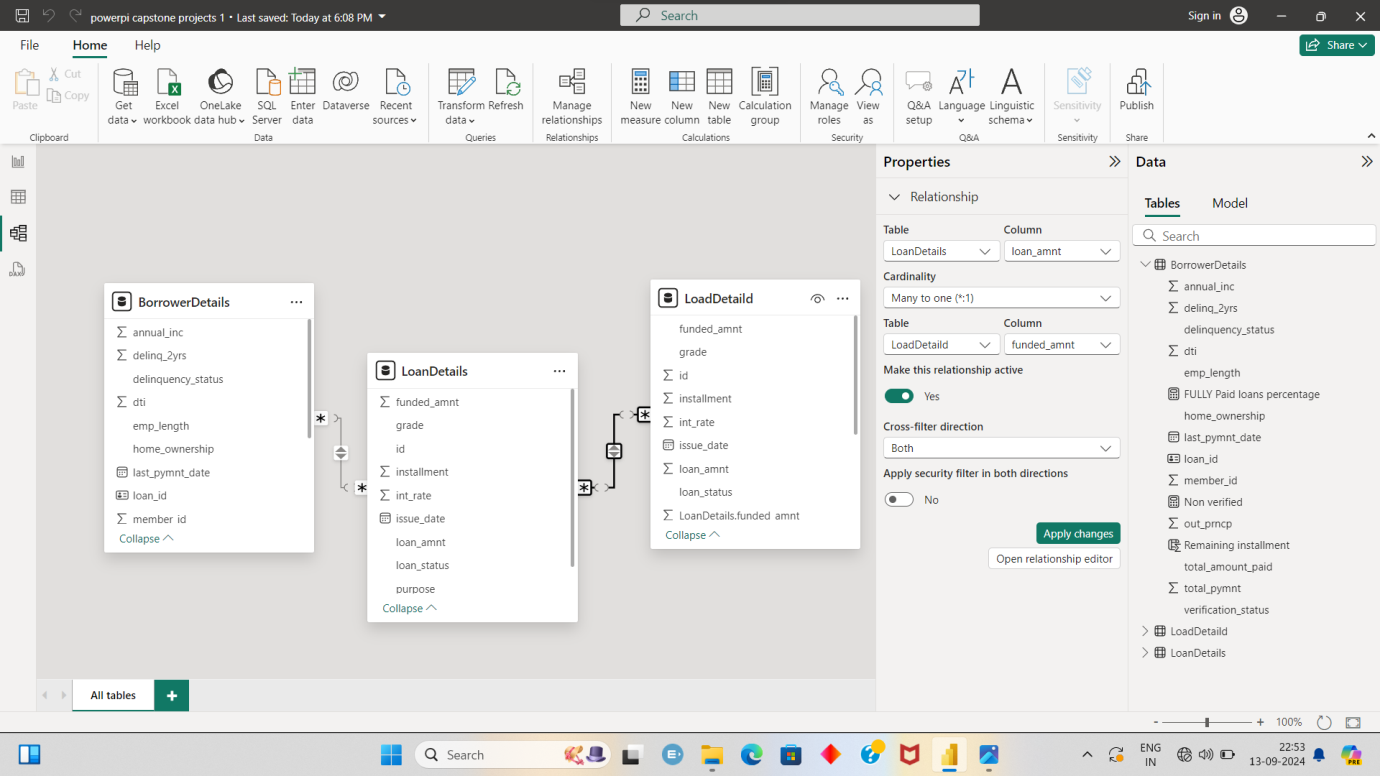 powerpi capstone projects 1 • Last saved: Today at 6:08 PM
Search
Sign in
File
Home
Help
Share
Paste
Cut
Copy
Clipboard
Get data
Excel workbook
OneLake data hub
SQL Server
Enter data
Dataverse
Recent sources
Data
Transform data
Refresh
Queries
Manage relationships
Relationships
New measure
New column
New table
Calculation group
Calculations
Manage roles
View as
Security
Q&A setup
Language
Linguistic schema
Q&A
Sensitivity
Sensitivity
Publish
Share
DAX
BorrowerDetails
annual_inc
delinq_2yrs
delinquency_status
dti
emp_length
home_ownership
last_pymnt_date
loan_id
member id
Collapse
LoanDetails
funded_amnt
grade
id
installment
int_rate
issue_date
loan_amnt
loan_status
purpose
Collapse
LoadDetaild
funded_amnt
grade
id
installment
int_rate
issue_date
loan_amnt
loan_status
LoanDetails.funded amnt
Collapse
* * * *
Properties
Relationship
Table Column
LoanDetails loan_amnt
Cardinality
Many to one (*:1)
Table Column
LoadDetaild funded_amnt
Make this relationship active
Yes
Cross-filter direction
Both
Apply security filter in both directions
No
Apply changes
Open relationship editor
Data
Tables Model
Search
BorrowerDetails
annual_inc
delinq_2yrs
delinquency_status
dti
emp_length
FULLY Paid loans percentage
home_ownership
last_pymnt_date
loan_id
member_id
Non verified
out_prncp
Remaining installment
total_amount_paid
total_pymnt
verification_status
LoadDetaild
LoanDetails
All tables
+
- + 100%
Search
ENG
IN
22:53
13-09-2024
PRE